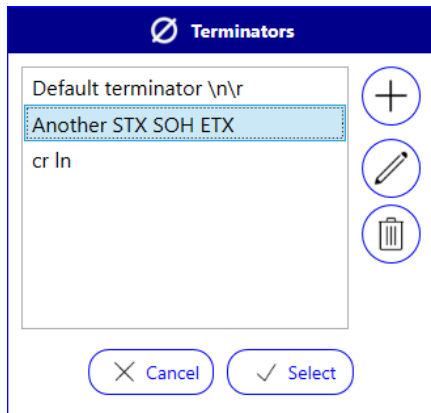 Terminators
Default terminator \n\r
Another STX SOH ETX
cr ln
Cancel
Select